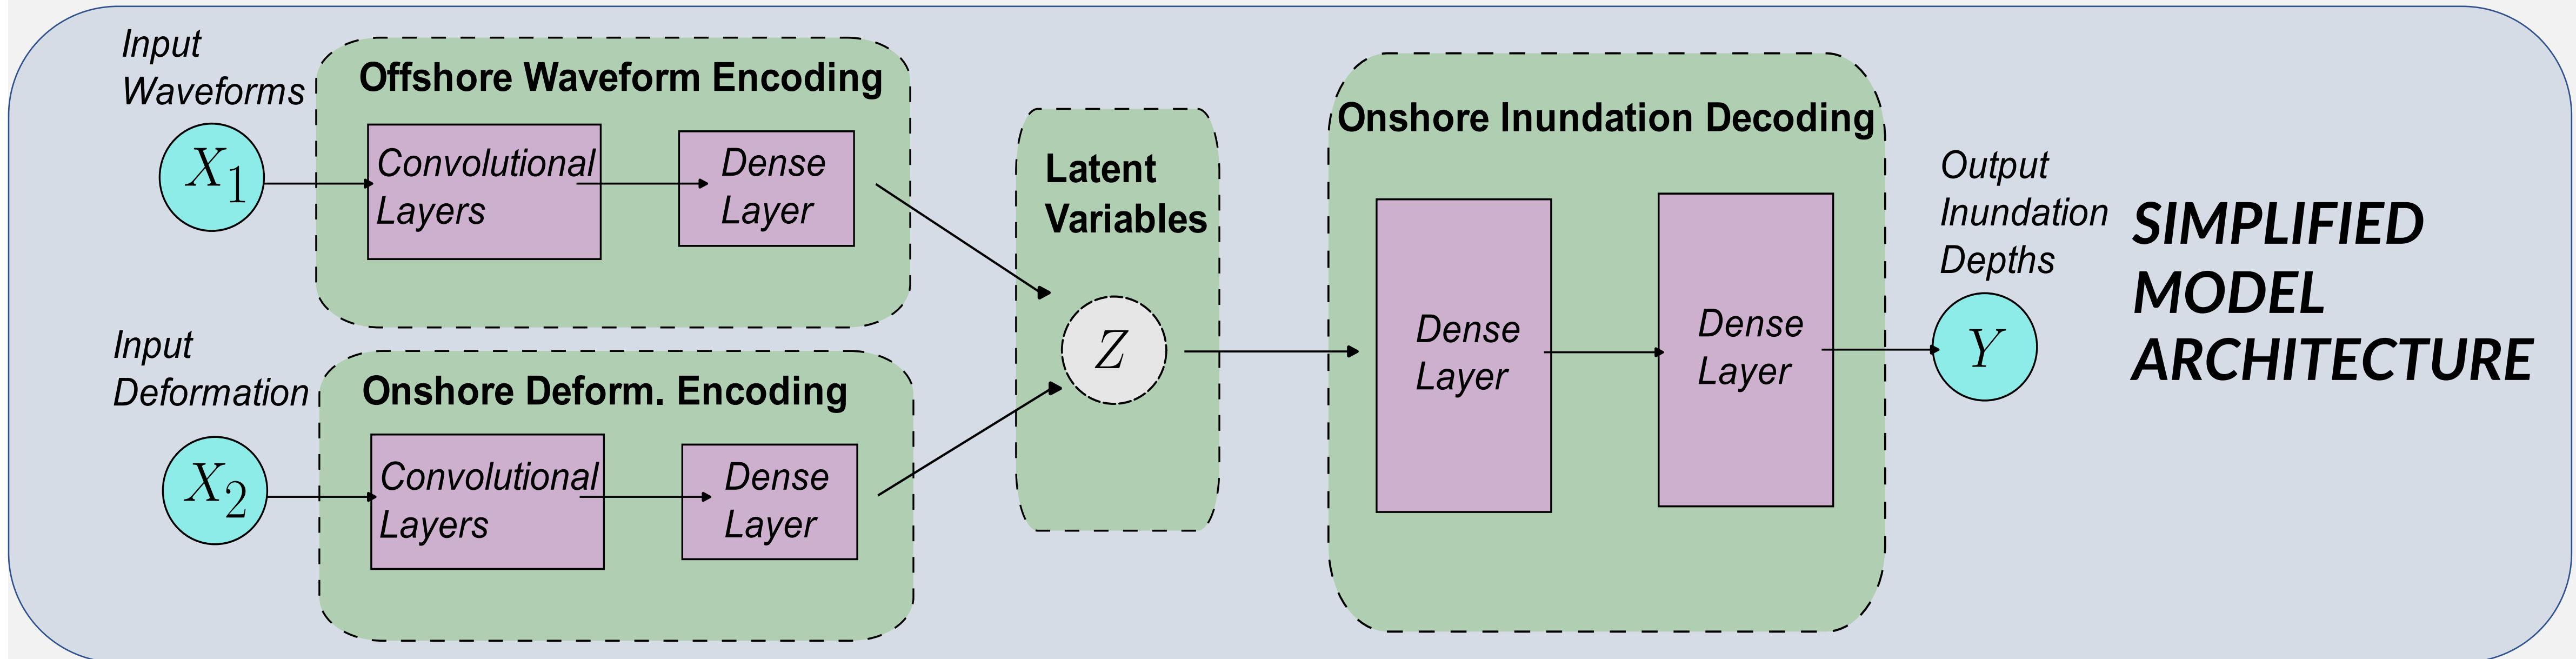 Input
Waveforms
X1
Offshore Waveform Encoding
Convolutional
Layers
Dense
Layer
Input
Deformation
X2
Onshore Deform. Encoding
Convolutional
Layers
Dense
Layer
Latent
Variables
Z
Onshore Inundation Decoding
Dense
Layer
Dense
Layer
Output
Inundation
Depths
Y
SIMPLIFIED
MODEL
ARCHITECTURE